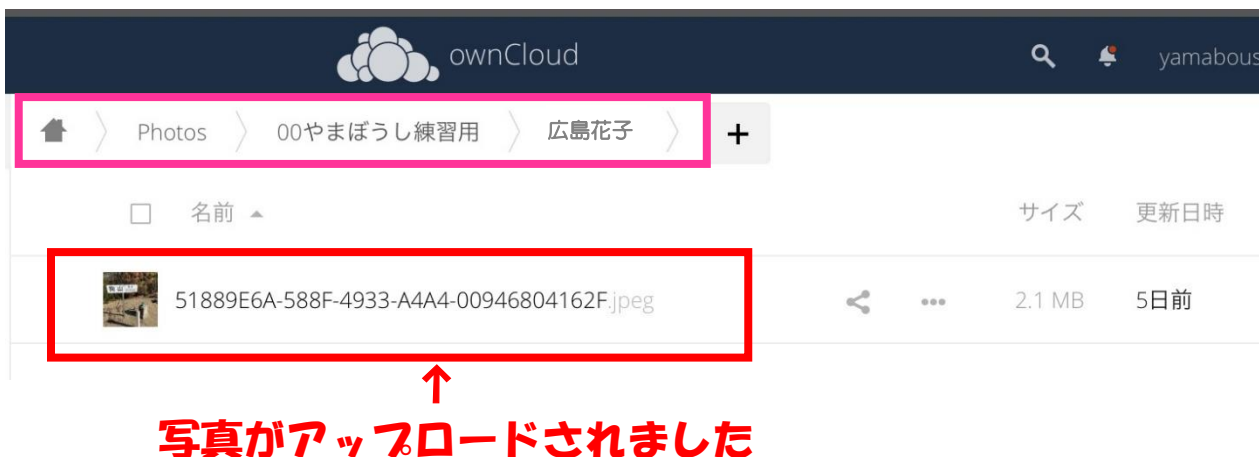 ownCloud
yamabous
Photos 00やまぼうし練習用 広島花子 +
名前 サイズ 更新日時
51889E6A-588F-4933-A4A4-00946804162F.jpeg 2.1 MB 5日前
↑
写真がアップロードされました